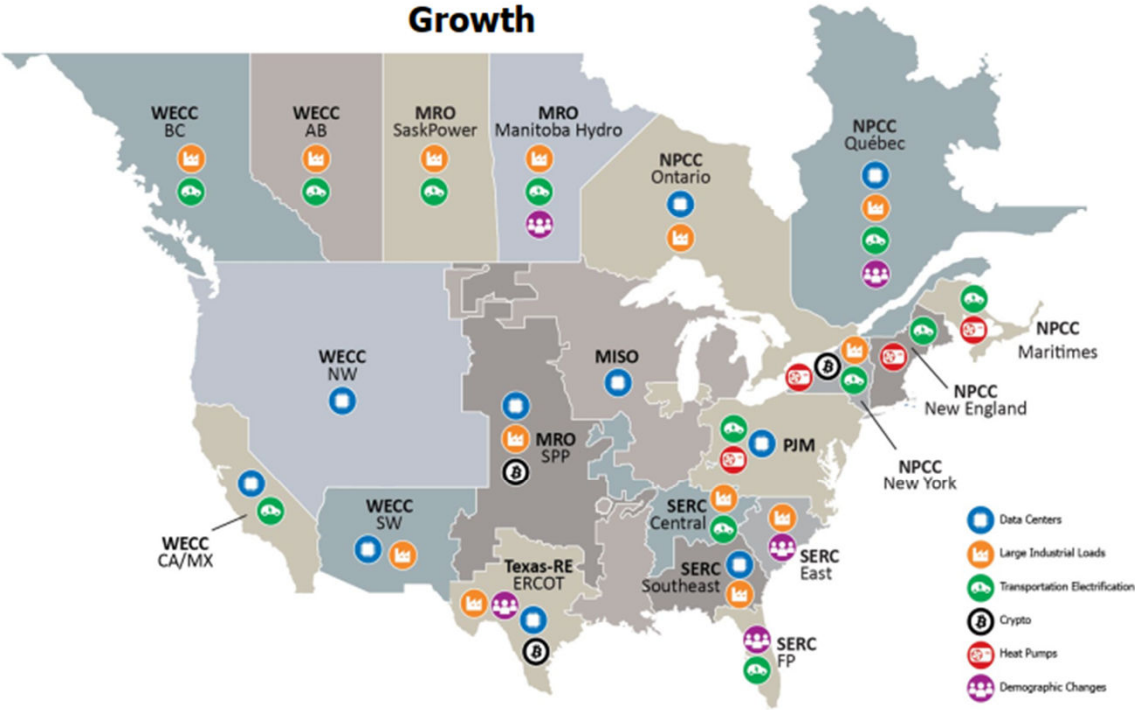 Growth
WECC
BC
WECC
AB
MRO
SaskPower
MRO
Manitoba Hydro
NPCC
Ontario
NPCC
Québec
NPCC
Maritimes
NPCC
New England
NPCC
New York
WECC
NW
MISO
MRO
SPP
PJM
WECC
CA/MX
WECC
SW
SERC
Central
SERC
East
Texas-RE
ERCOT
SERC
Southeast
SERC
FP
Data Centers
Large Industrial Loads
Transportation Electrification
Crypto
Heat Pumps
Demographic Changes